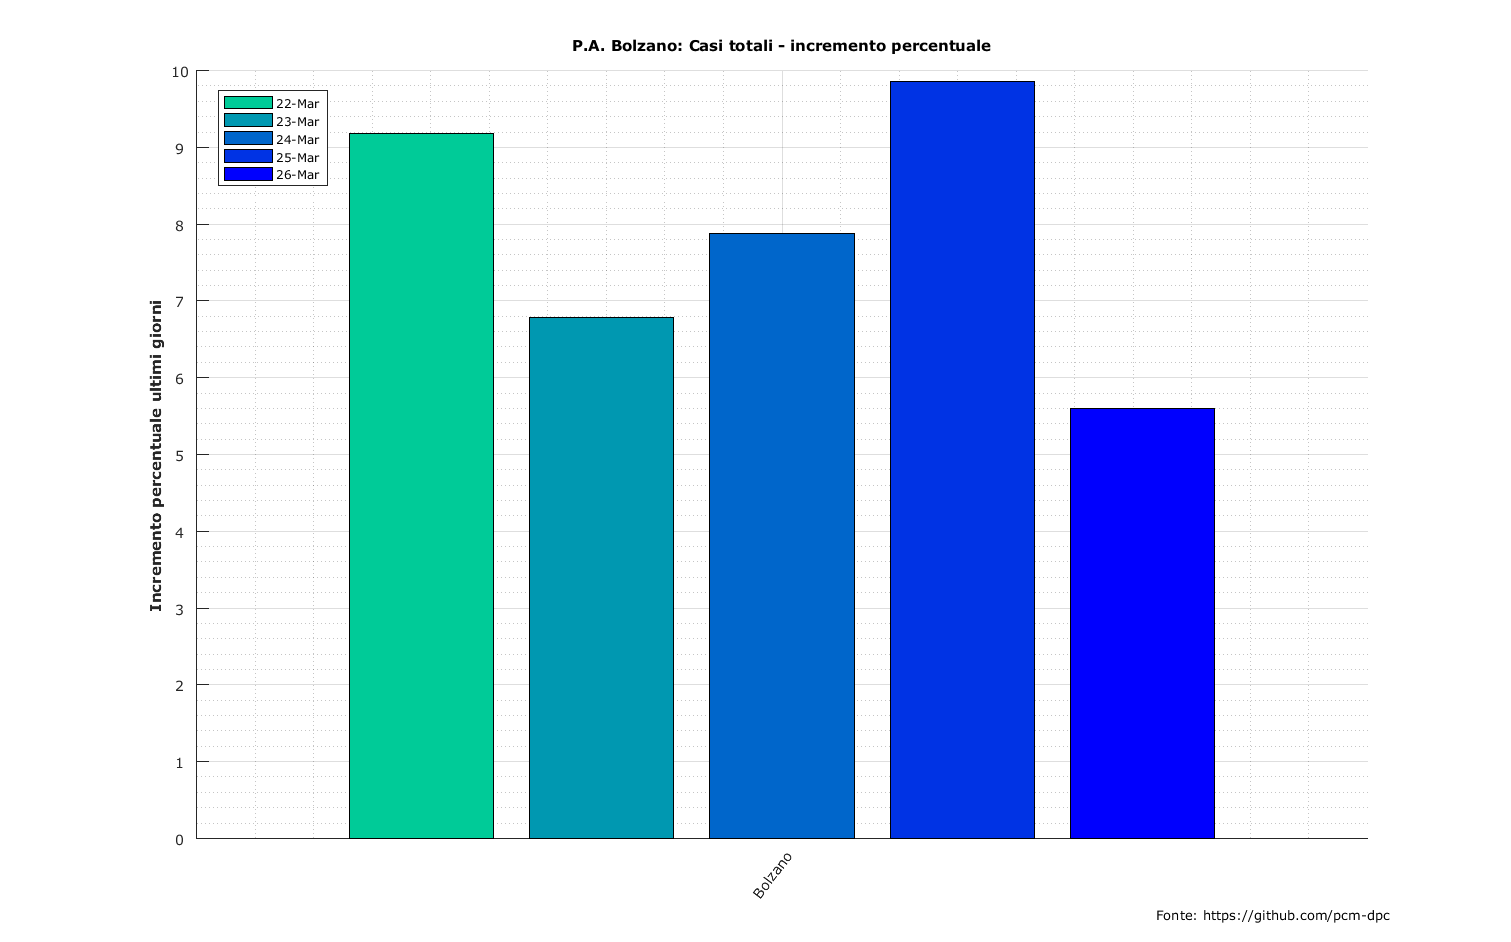 P.A. Bolzano: Casi totali - incremento percentuale
22-Mar
23-Mar
24-Mar
25-Mar
26-Mar
Incremento percentuale ultimi giorni
10
9
8
7
6
5
4
3
2
1
0
Bolzano
Fonte: https://github.com/pcm-dpc